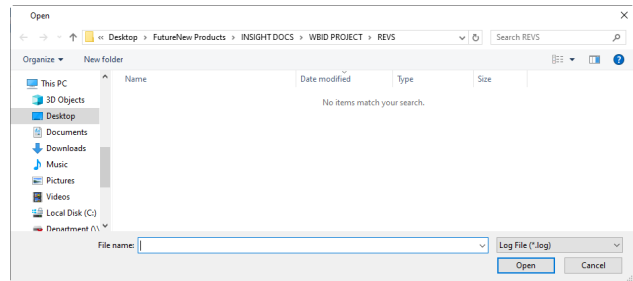 Open
« Desktop › FutureNew Products › INSIGHT DOCS › WBID PROJECT › REVS
Search REVS
Organize
New folder
Name
Date modified
Type
Size
No items match your search.
This PC
3D Objects
Desktop
Documents
Downloads
Music
Pictures
Videos
Local Disk (C:)
Department (\\
File name:
Log File (*.log)
Open
Cancel